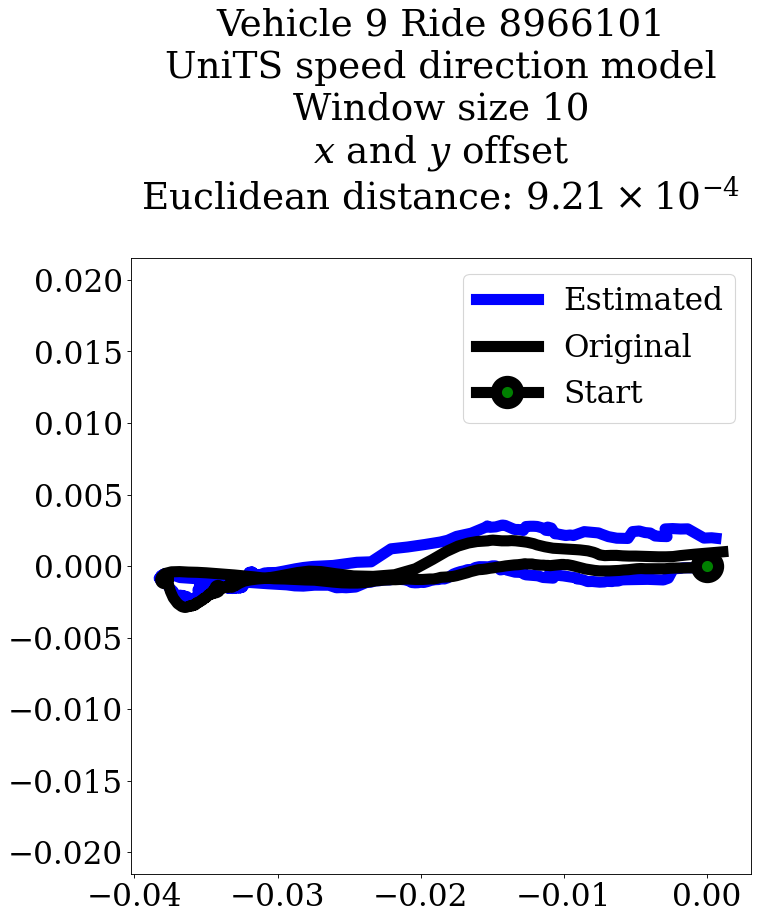 Vehicle 9 Ride 8966101
UniTS speed direction model
Window size 10
x and y offset
Euclidean distance: 9.21 × 10⁻⁴
Estimated
Original
Start
0.020
0.015
0.010
0.005
0.000
−0.005
−0.010
−0.015
−0.020
−0.04 −0.03 −0.02 −0.01 0.00